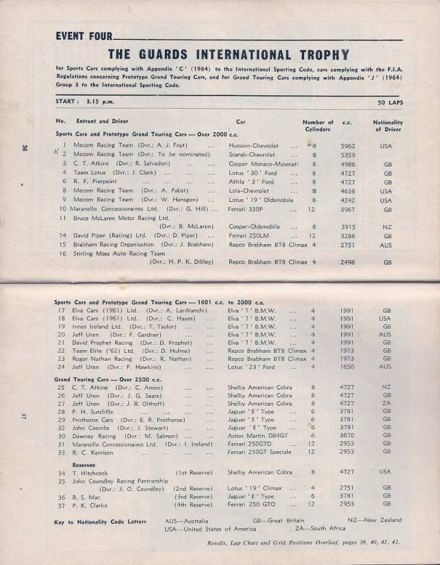 EVENT FOUR
THE GUARDS INTERNATIONAL TROPHY
for Sports Cars complying with Appendix 'C' (1964) to the International Sporting Code, cars complying with the F.I.A.
Regulations concerning Prototype Grand Touring Cars, and for Grand Touring Cars complying with Appendix 'J' (1964)
Group 3 to the International Sporting Code.
START : 3.15 p.m. 50 LAPS
No. Entrant and Driver Car Number of Cylinders c.c. Nationality of Driver
Sports Cars and Prototype Grand Touring Cars — Over 2000 c.c.
1 Mecom Racing Team (Dvr.: A. J. Foyt) ... Hussein-Chevrolet 8 5962 USA
2 Mecom Racing Team (Dvr.: To be nominated) Scarab-Chevrolet 8 5359
3 C. T. Atkins (Dvr.: R. Salvadori) ... Cooper Monaco-Maserati 8 4986 GB
4 Team Lotus (Dvr.: J. Clark) ... ... Lotus '30' Ford 8 4727 GB
6 R. F. Pierpoint ... ... ... Attila '3' Ford 8 4727 GB
8 Mecom Racing Team (Dvr.: A. Pabst) ... Lola-Chevrolet 8 4638 USA
9 Mecom Racing Team (Dvr.: W. Hansgen) ... Lotus '19' Oldsmobile 8 4242 USA
10 Maranello Concessionaires Ltd. (Dvr.: G. Hill) ... Ferrari 330P 12 3967 GB
11 Bruce McLaren Motor Racing Ltd.
(Dvr.: B. McLaren) Cooper-Oldsmobile 8 3915 NZ
14 David Piper (Racing) Ltd. (Dvr.: D. Piper) ... Ferrari 250LM 12 3286 GB
15 Brabham Racing Organisation (Dvr.: J. Brabham) Repco Brabham BT8 Climax 4 2751 AUS
16 Stirling Moss Auto Racing Team
(Dvr.: H. P. K. Dibley) Repco Brabham BT8 Climax 4 2496 GB
36
Sports Cars and Prototype Grand Touring Cars — 1601 c.c. to 2000 c.c.
17 Elva Cars (1961) Ltd. (Dvr.: A. Lanfranchi) Elva '7' B.M.W. ... 4 1991 GB
18 Elva Cars (1961) Ltd. (Dvr.: C. Hayes) ... Elva '7' B.M.W. ... 4 1991 USA
19 Innes Ireland Ltd. (Dvr.: T. Taylor) ... Elva '7' B.M.W. ... 4 1991 GB
20 Jeff Uren (Dvr.: F. Gardner) ... Elva '7' B.M.W. ... 4 1991 AUS
21 David Prophet Racing (Dvr.: D. Prophet) ... Elva '7' B.M.W. ... 4 1991 GB
22 Team Elite ('62) Ltd. (Dvr.: D. Hulme) ... Repco Brabham BT8 Climax 4 1973 GB
23 Roger Nathan Racing (Dvr.: R. Nathan) ... Repco Brabham BT8 Climax 4 1973 GB
24 Jeff Uren (Dvr.: P. Hawkins) ... Lotus '23' Ford 4 1650 AUS
Grand Touring Cars — Over 2500 c.c.
25 C. T. Atkins (Dvr.: C. Amon) ... Shelby American Cobra 8 4727 NZ
26 Jeff Uren (Dvr.: J. G. Sears) ... Shelby American Cobra 8 4727 GB
27 Jeff Uren (Dvr.: J. R. Olthoff) ... Shelby American Cobra 8 4727 ZA
28 P. H. Sutcliffe ... ... ... Jaguar 'E' Type 6 3781 GB
29 Protheroe Cars (Dvr.: E. R. Protheroe) ... Jaguar 'E' Type 6 3781 GB
32 John Coombs (Dvr.: J. Stewart) ... Jaguar 'E' Type 6 3781 GB
30 Dawnay Racing (Dvr.: M. Salmon) ... Aston Martin DB4GT 6 3670 GB
31 Maranello Concessionaires Ltd. (Dvr.: I. Ireland) Ferrari 250GTO ... 12 2953 GB
33 R. C. Kerrison ... ... ... Ferrari 250GT Speciale 12 2953 GB
Reserves
34 T. Hitchcock (1st Reserve) Shelby American Cobra 8 4727 USA
35 John Coundley Racing Partnership
(Dvr.: J. O. Coundley) (2nd Reserve) Lotus '19' Climax ... 4 2751 GB
36 R. S. Mac (3rd Reserve) Jaguar 'E' Type ... 6 3781 GB
37 P. K. Clarke (4th Reserve) Ferrari 250 GTO ... 12 2953 GB
Key to Nationality Code Letters AUS—Australia GB—Great Britain NZ—New Zealand
USA—United States of America ZA—South Africa
Results, Lap Chart and Grid Positions Overleaf, pages 39, 40, 41, 42.
37